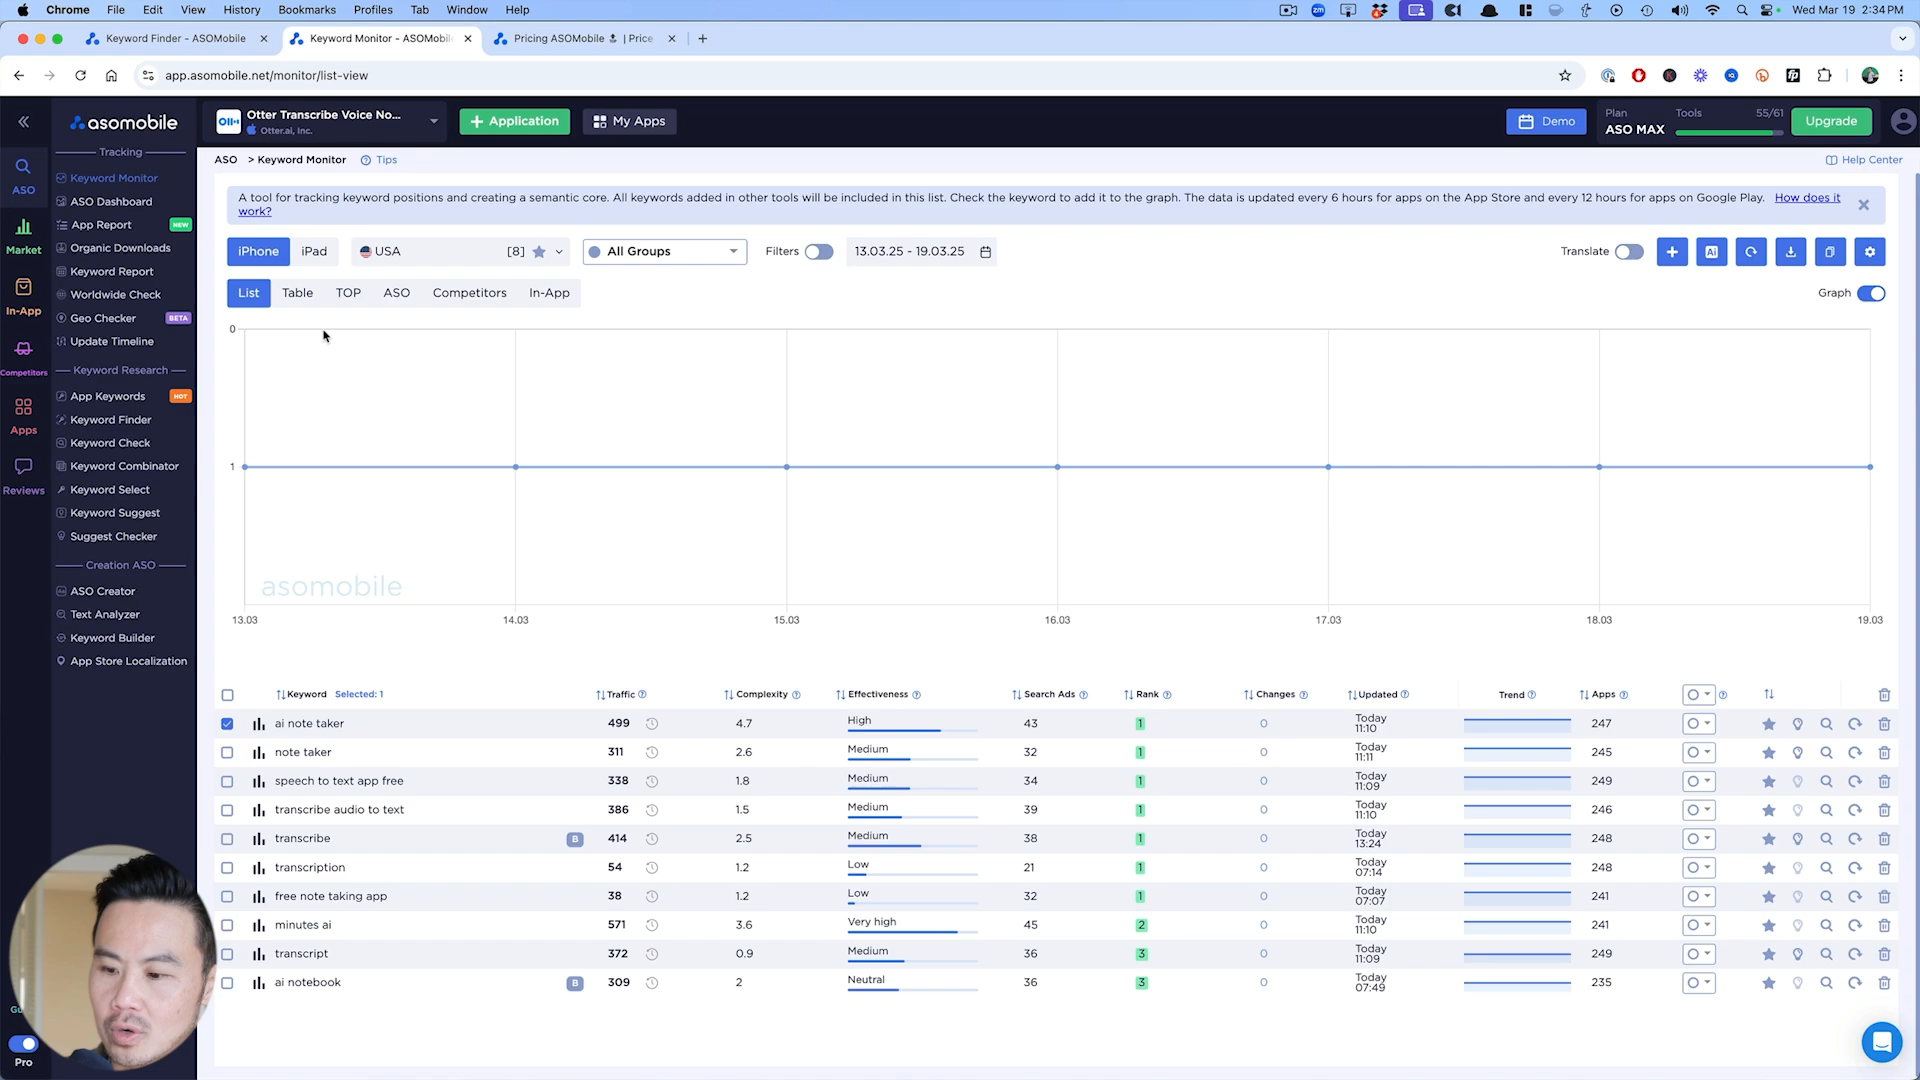 Chrome File Edit View History Bookmarks Profiles Tab Window Help
zm
Wed Mar 19 2:34 PM
Keyword Finder - ASOMobile
Keyword Monitor - ASOMobil
Pricing ASOMobile | Price
app.asomobile.net/monitor/list-view
asomobile
Otter Transcribe Voice No...
Otter.ai, Inc.
+ Application
My Apps
Demo
Plan
ASO MAX
Tools 55/61
Upgrade
ASO
Market
In-App
Competitors
Apps
Reviews
Pro
Tracking
Keyword Monitor
ASO Dashboard
App Report NEW
Organic Downloads
Keyword Report
Worldwide Check
Geo Checker BETA
Update Timeline
Keyword Research
App Keywords HOT
Keyword Finder
Keyword Check
Keyword Combinator
Keyword Select
Keyword Suggest
Suggest Checker
Creation ASO
ASO Creator
Text Analyzer
Keyword Builder
App Store Localization
ASO > Keyword Monitor Tips
Help Center
A tool for tracking keyword positions and creating a semantic core. All keywords added in other tools will be included in this list. Check the keyword to add it to the graph. The data is updated every 6 hours for apps on the App Store and every 12 hours for apps on Google Play. How does it
work?
iPhone iPad USA [8] All Groups Filters 13.03.25 - 19.03.25 Translate AI
List Table TOP ASO Competitors In-App Graph
0
1
asomobile
13.03 14.03 15.03 16.03 17.03 18.03 19.03
Keyword Selected: 1 Traffic Complexity Effectiveness Search Ads Rank Changes Updated Trend Apps
ai note taker 499 4.7 High 43 1 0 Today 11:10 247
note taker 311 2.6 Medium 32 1 0 Today 11:11 245
speech to text app free 338 1.8 Medium 34 1 0 Today 11:09 249
transcribe audio to text 386 1.5 Medium 39 1 0 Today 11:10 246
transcribe B 414 2.5 Medium 38 1 0 Today 13:24 248
transcription 54 1.2 Low 21 1 0 Today 07:14 248
free note taking app 38 1.2 Low 32 1 0 Today 07:07 241
minutes ai 571 3.6 Very high 45 2 0 Today 11:10 241
transcript 372 0.9 Medium 36 3 0 Today 11:09 249
ai notebook B 309 2 Neutral 36 3 0 Today 07:49 235